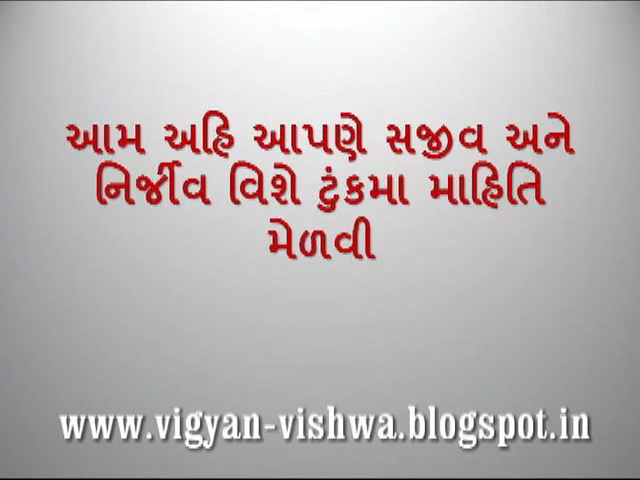 આમ અહિ આપણે સજીવ અને
નિર્જીવ વિશે ટુંકમા માહિતિ
મેળવી
www.vigyan-vishwa.blogspot.in